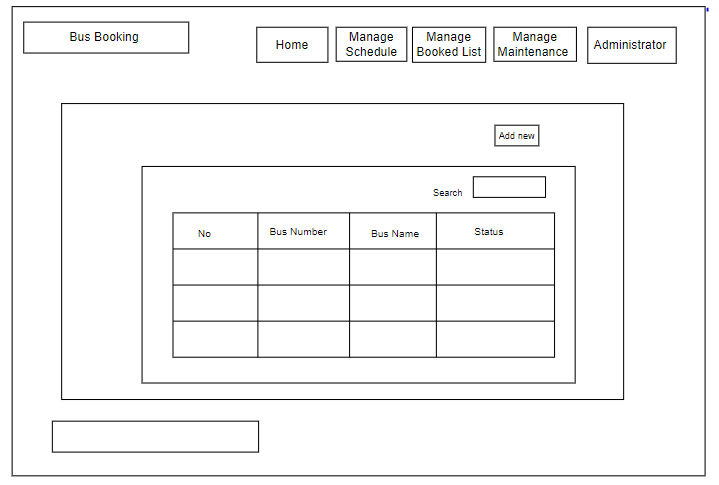 Bus Booking
Home
Manage
Schedule
Manage
Booked List
Manage
Maintenance
Administrator
Add new
Search
No
Bus Number
Bus Name
Status